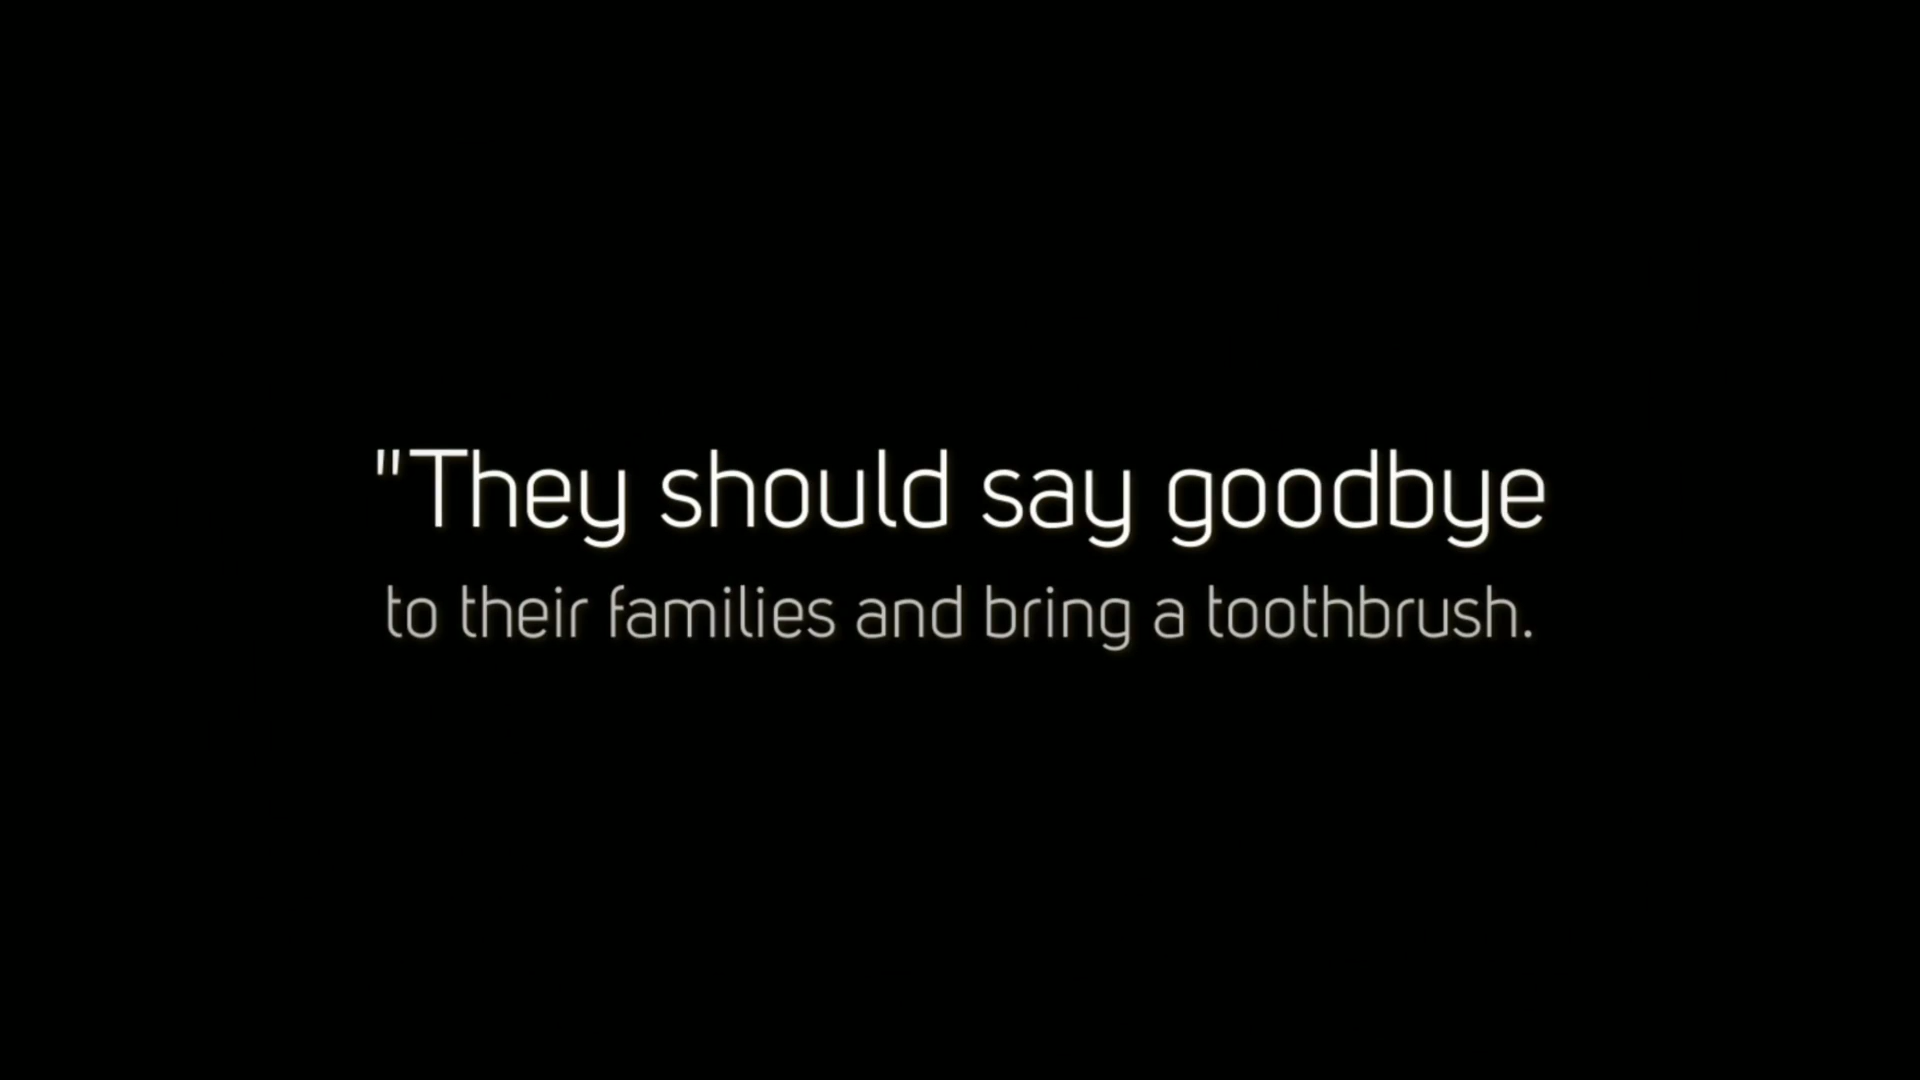 "They should say goodbye
to their families and bring a toothbrush.